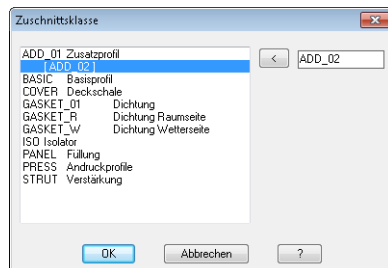 Zuschnittsklasse
ADD_01 Zusatzprofil
[ADD_02]
BASIC Basisprofil
COVER Deckschale
GASKET_01 Dichtung
GASKET_R Dichtung Raumseite
GASKET_W Dichtung Wetterseite
ISO Isolator
PANEL Füllung
PRESS Andruckprofile
STRUT Verstärkung
< ADD_02
OK Abbrechen ?